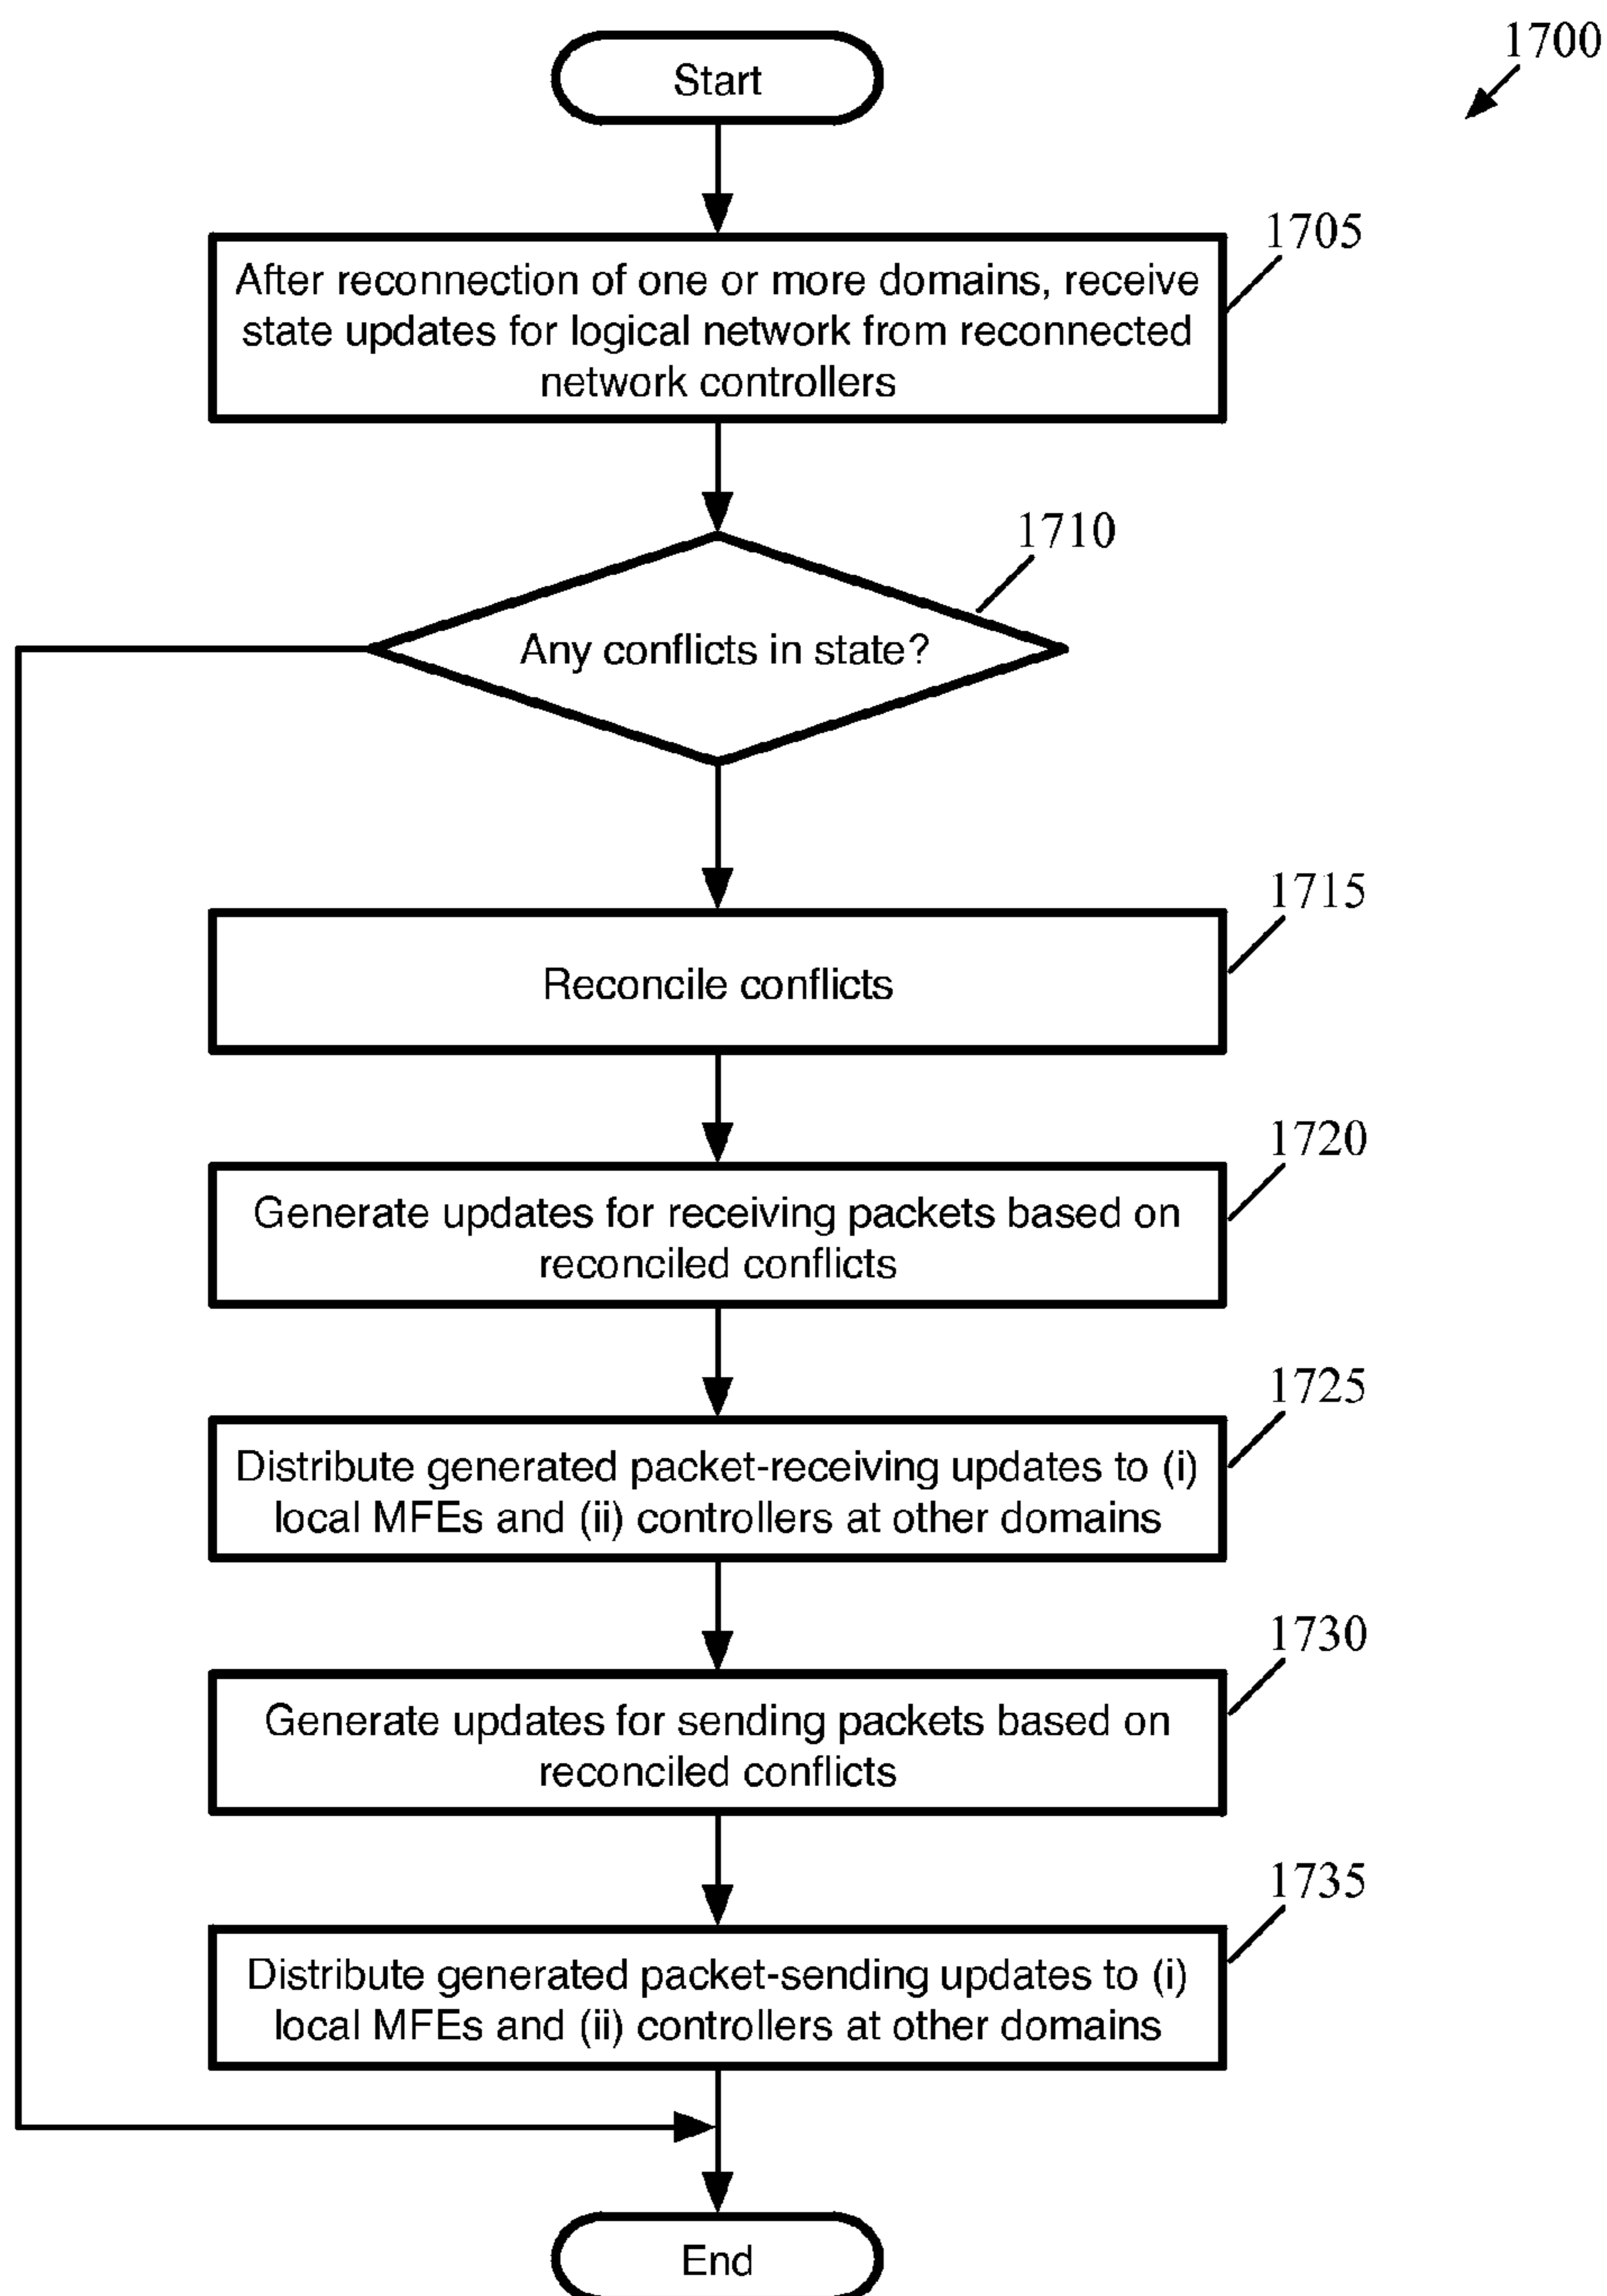 1700
Start
1705
After reconnection of one or more domains, receive
state updates for logical network from reconnected
network controllers
1710
Any conflicts in state?
1715
Reconcile conflicts
1720
Generate updates for receiving packets based on
reconciled conflicts
1725
Distribute generated packet-receiving updates to (i)
local MFEs and (ii) controllers at other domains
1730
Generate updates for sending packets based on
reconciled conflicts
1735
Distribute generated packet-sending updates to (i)
local MFEs and (ii) controllers at other domains
End